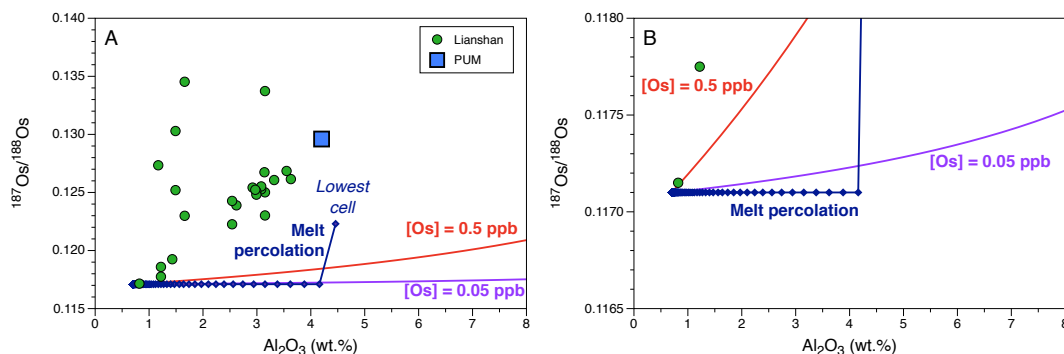 A
0.140
0.135
0.130
0.125
0.120
0.115
187Os/188Os
0 1 2 3 4 5 6 7 8
Al2O3 (wt.%)
Lianshan
PUM
Lowest
cell
Melt
percolation
[Os] = 0.5 ppb
[Os] = 0.05 ppb
B
0.1180
0.1175
0.1170
0.1165
187Os/188Os
0 1 2 3 4 5 6 7 8
Al2O3 (wt.%)
[Os] = 0.5 ppb
[Os] = 0.05 ppb
Melt percolation